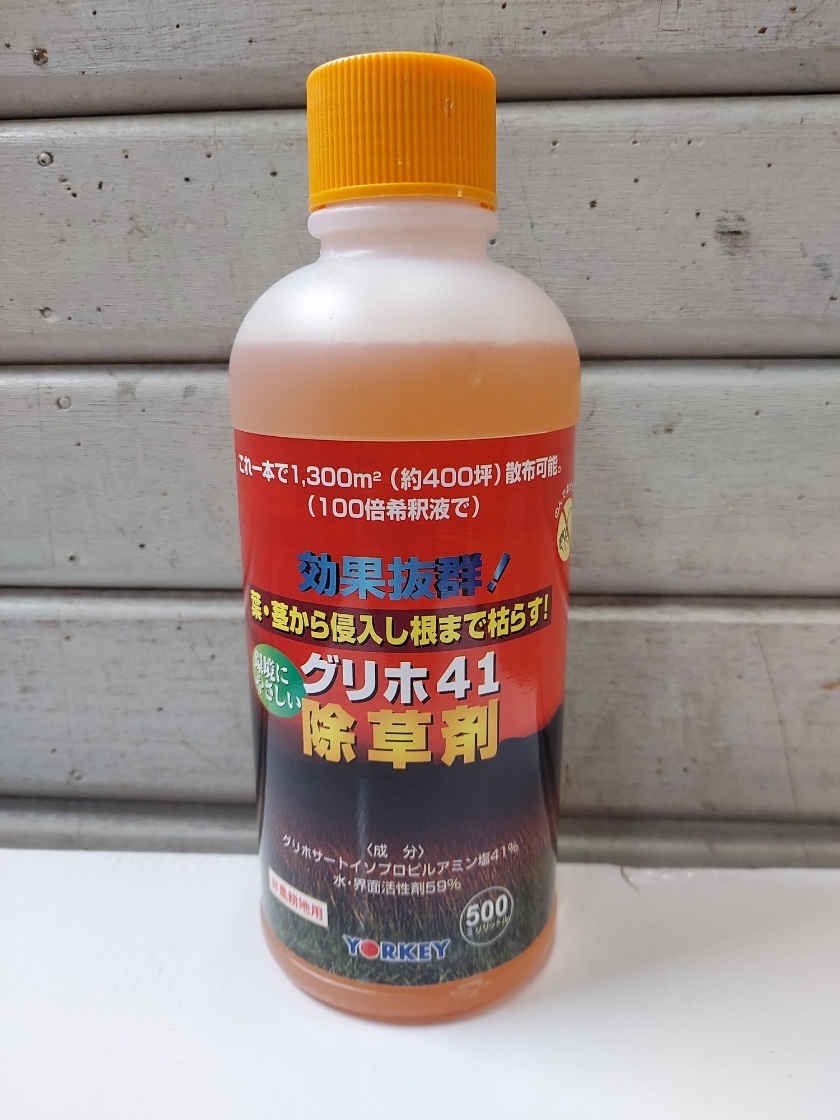 これ一本で1,300m²(約400坪)散布可能。
(100倍希釈液で)
効果抜群!
葉・茎から侵入し根まで枯らす!
環境に
やさしい
グリホ41
除草剤
〈成 分〉
グリホサートイソプロピルアミン塩41%
水・界面活性剤59%
非農耕地用
500
ミリリットル
YORKEY